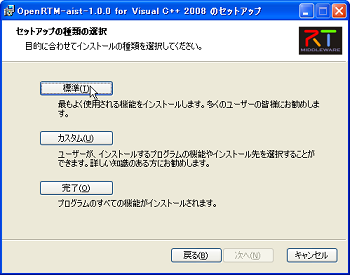 OpenRTM-aist-1.0.0 for Visual C++ 2008 のセットアップ
セットアップの種類の選択
目的に合わせてインストールの種類を選択してください。
RT
MIDDLEWARE
標準(T)
最もよく使用される機能をインストールします。多くのユーザーの皆様にお勧めしま
す。
カスタム(U)
ユーザーが、インストールするプログラムの機能やインストール先を選択することが
できます。詳しい知識のある方にお勧めします。
完了(O)
プログラムのすべての機能がインストールされます。
戻る(B)
次へ(N)
キャンセル